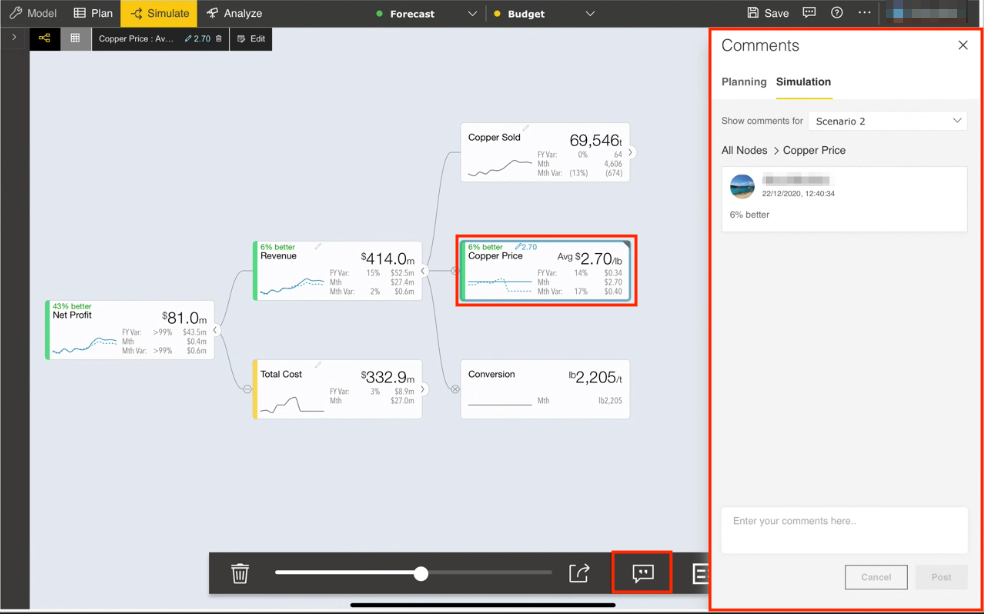 Model Plan Simulate Analyze Forecast Budget Save
Copper Price : Av... 2.70 Edit
Comments
Planning Simulation
Show comments for Scenario 2
All Nodes > Copper Price
22/12/2020, 12:40:34
6% better
Enter your comments here..
Cancel Post
Copper Sold 69,546t
FY Var: 0% 64
Mth 4,606
Mth Var: (13%) (674)
6% better
Revenue $414.0m
FY Var: 15% $52.5m
Mth $27.4m
Mth Var: 2% $0.6m
6% better 2.70
Copper Price Avg $2.70/lb
FY Var: 14% $0.34
Mth $2.70
Mth Var: 17% $0.40
43% better
Net Profit $81.0m
FY Var: >99% $43.5m
Mth $0.4m
Mth Var: >99% $0.6m
Total Cost $332.9m
FY Var: 3% $8.9m
Mth $27.0m
Conversion lb2,205/t
Mth lb2,205